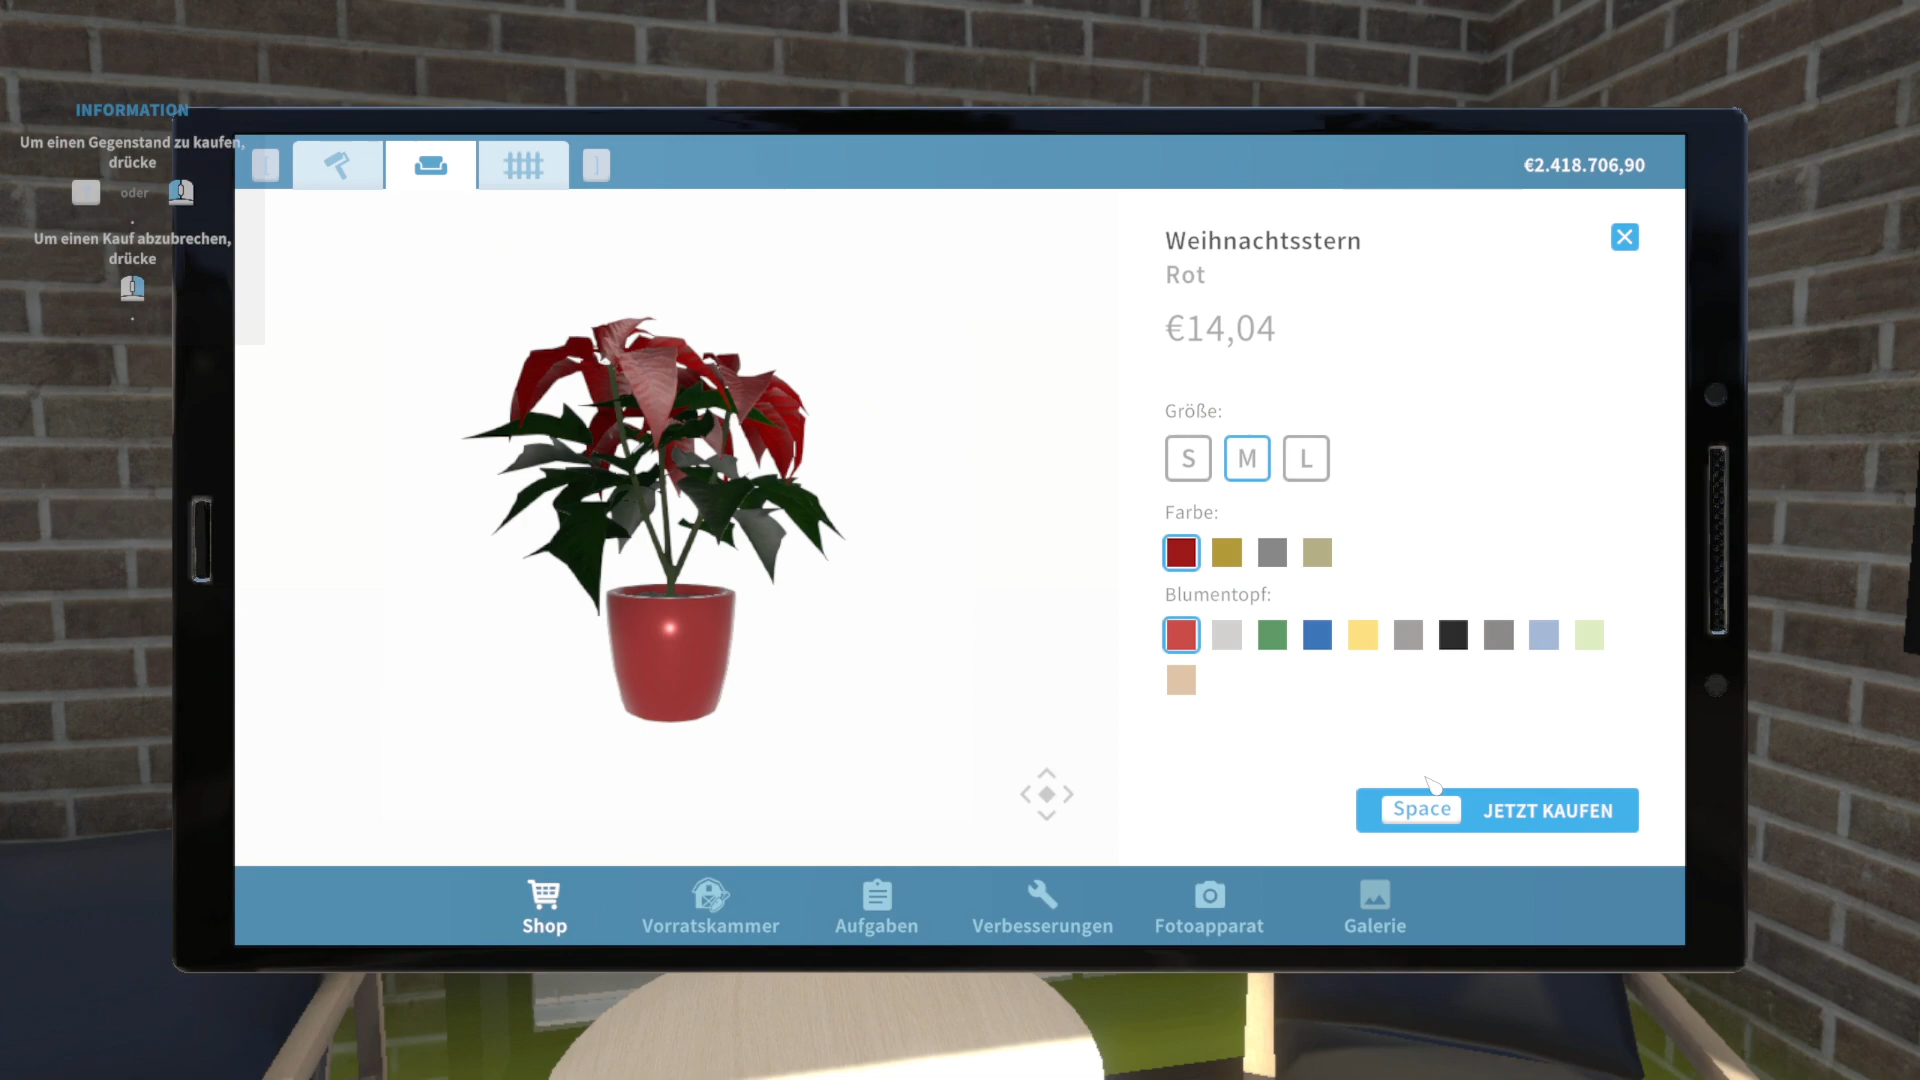 INFORMATION
Um einen Gegenstand zu kaufen,
drücke
oder
.
Um einen Kauf abzubrechen,
drücke
.
[
]
€2.418.706,90
Weihnachtsstern
Rot
€14,04
Größe:
S M L
Farbe:
Blumentopf:
Space JETZT KAUFEN
Shop Vorratskammer Aufgaben Verbesserungen Fotoapparat Galerie